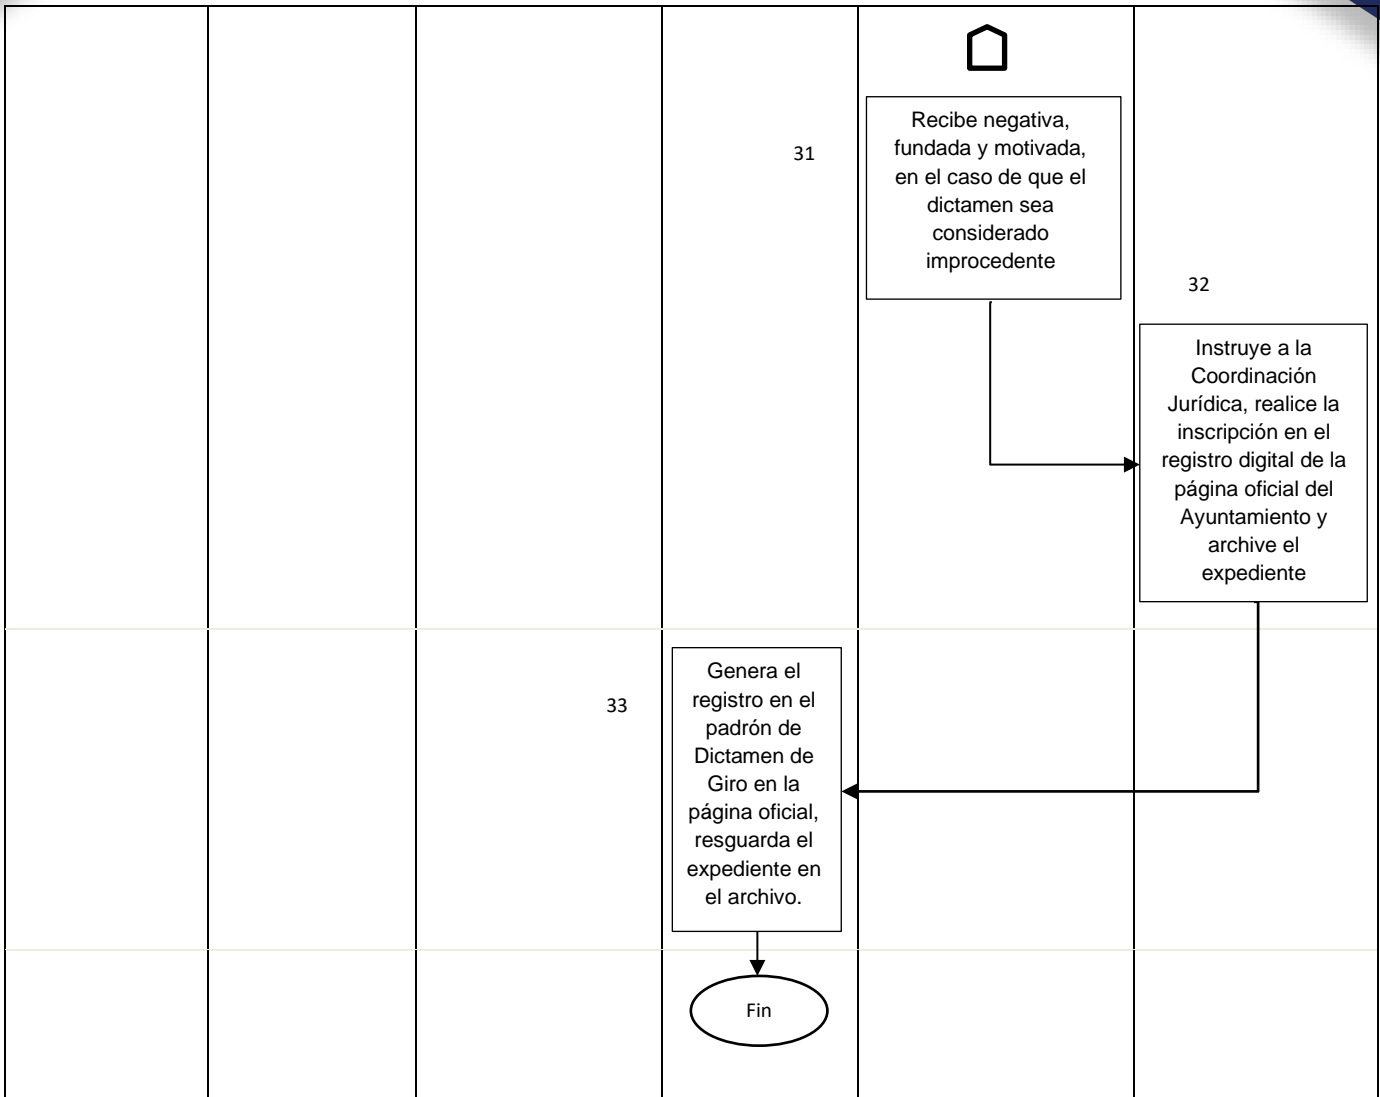 31
Recibe negativa,
fundada y motivada,
en el caso de que el
dictamen sea
considerado
improcedente
32
Instruye a la
Coordinación
Jurídica, realice la
inscripción en el
registro digital de la
página oficial del
Ayuntamiento y
archive el
expediente
33
Genera el
registro en el
padrón de
Dictamen de
Giro en la
página oficial,
resguarda el
expediente en
el archivo.
Fin